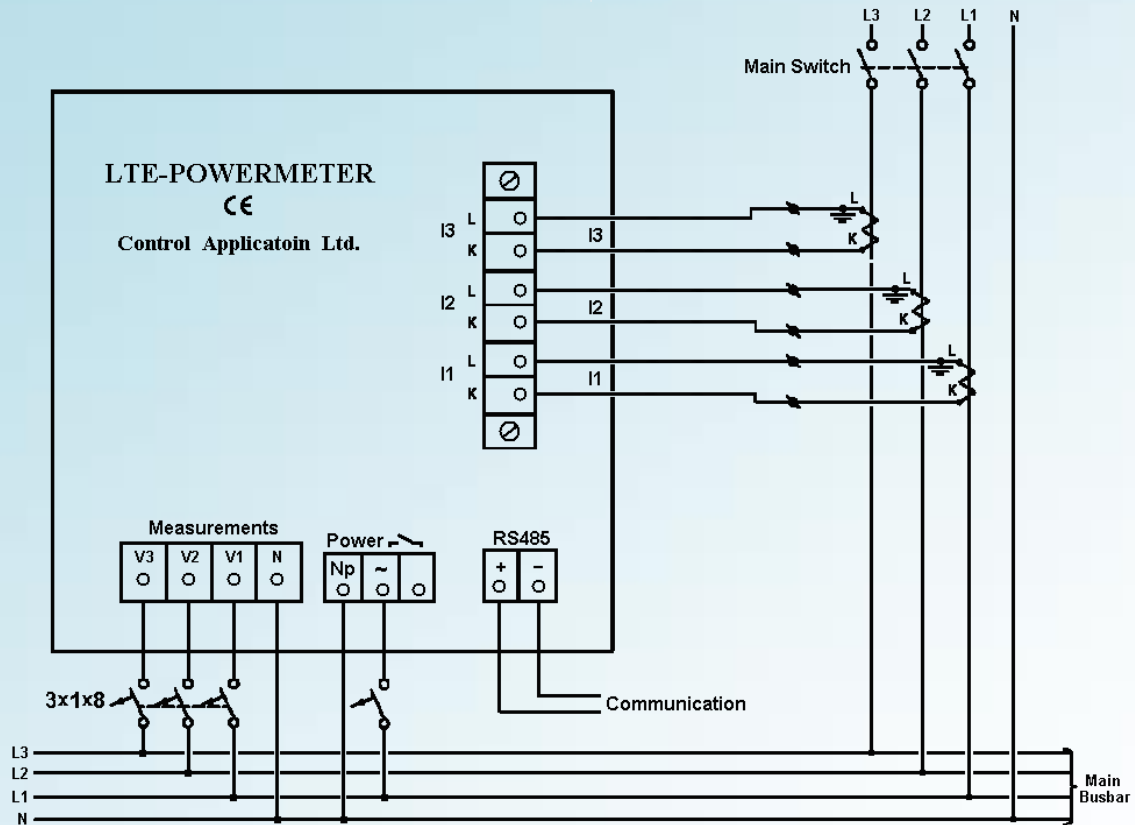 L3 L2 L1 N
Main Switch
LTE-POWERMETER
CE
Control Applicatoin Ltd.
L
I3 L I3
K K
L
I2 L I2
K K
L
I1 L I1
K K
Measurements
V3 V2 V1 N
Power
Np ~
RS485
+ -
3x1x8
Communication
L3
L2
L1
N
Main
Busbar